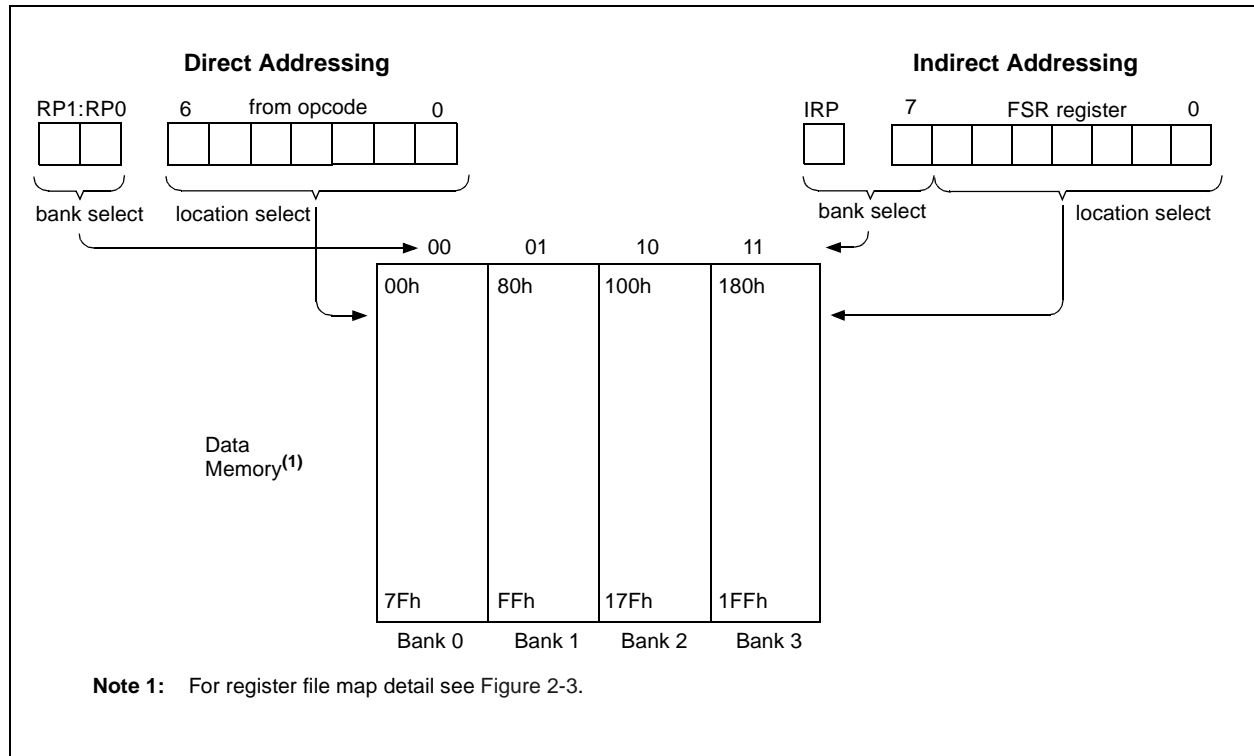 Direct Addressing
Indirect Addressing
RP1:RP0 6 from opcode 0
IRP 7 FSR register 0
bank select location select
bank select location select
00 01 10 11
00h 80h 100h 180h
Data
Memory(1)
7Fh FFh 17Fh 1FFh
Bank 0 Bank 1 Bank 2 Bank 3
Note 1: For register file map detail see Figure 2-3.